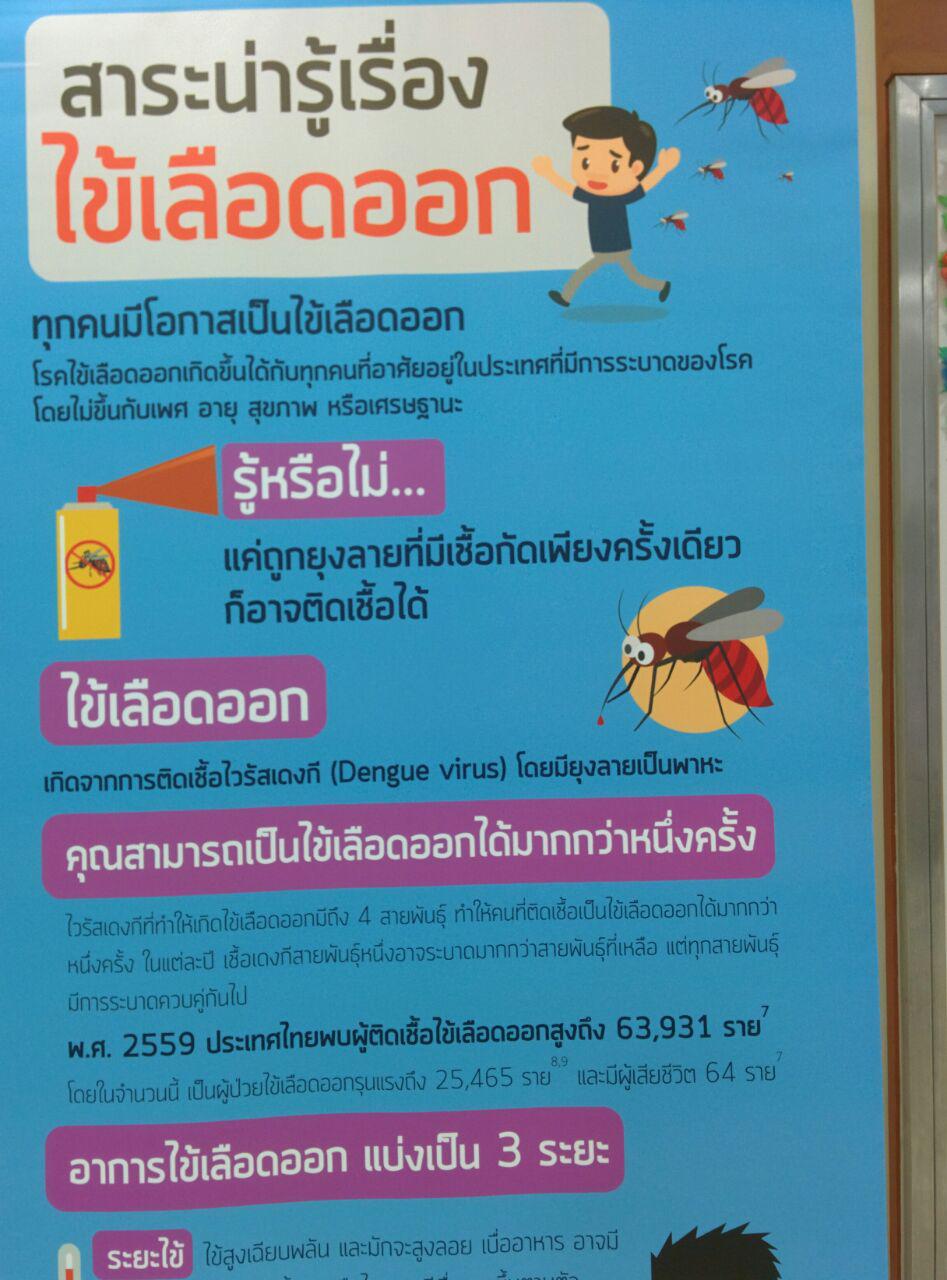 สาระน่ารู้เรื่อง
ไข้เลือดออก
ทุกคนมีโอกาสเป็นไข้เลือดออก
โรคไข้เลือดออกเกิดขึ้นได้กับทุกคนที่อาศัยอยู่ในประเทศที่มีการระบาดของโรค
โดยไม่ขึ้นกับเพศ อายุ สุขภาพ หรือเศรษฐานะ
รู้หรือไม่...
แค่ถูกยุงลายที่มีเชื้อกัดเพียงครั้งเดียว
ก็อาจติดเชื้อได้
ไข้เลือดออก
เกิดจากการติดเชื้อไวรัสเดงกี (Dengue virus) โดยมียุงลายเป็นพาหะ
คุณสามารถเป็นไข้เลือดออกได้มากกว่าหนึ่งครั้ง
ไวรัสเดงกีที่ทำให้เกิดไข้เลือดออกมีถึง 4 สายพันธุ์ ทำให้คนที่ติดเชื้อเป็นไข้เลือดออกได้มากกว่า
หนึ่งครั้ง ในแต่ละปี เชื้อเดงกีสายพันธุ์หนึ่งอาจระบาดมากกว่าสายพันธุ์ที่เหลือ แต่ทุกสายพันธุ์
มีการระบาดควบคู่กันไป
พ.ศ. 2559 ประเทศไทยพบผู้ติดเชื้อไข้เลือดออกสูงถึง 63,931 ราย7
โดยในจำนวนนี้ เป็นผู้ป่วยไข้เลือดออกรุนแรงถึง 25,465 ราย8,9 และมีผู้เสียชีวิต 64 ราย7
อาการไข้เลือดออก แบ่งเป็น 3 ระยะ
ระยะไข้ ไข้สูงเฉียบพลัน และมักจะสูงลอย เบื่ออาหาร อาจมี